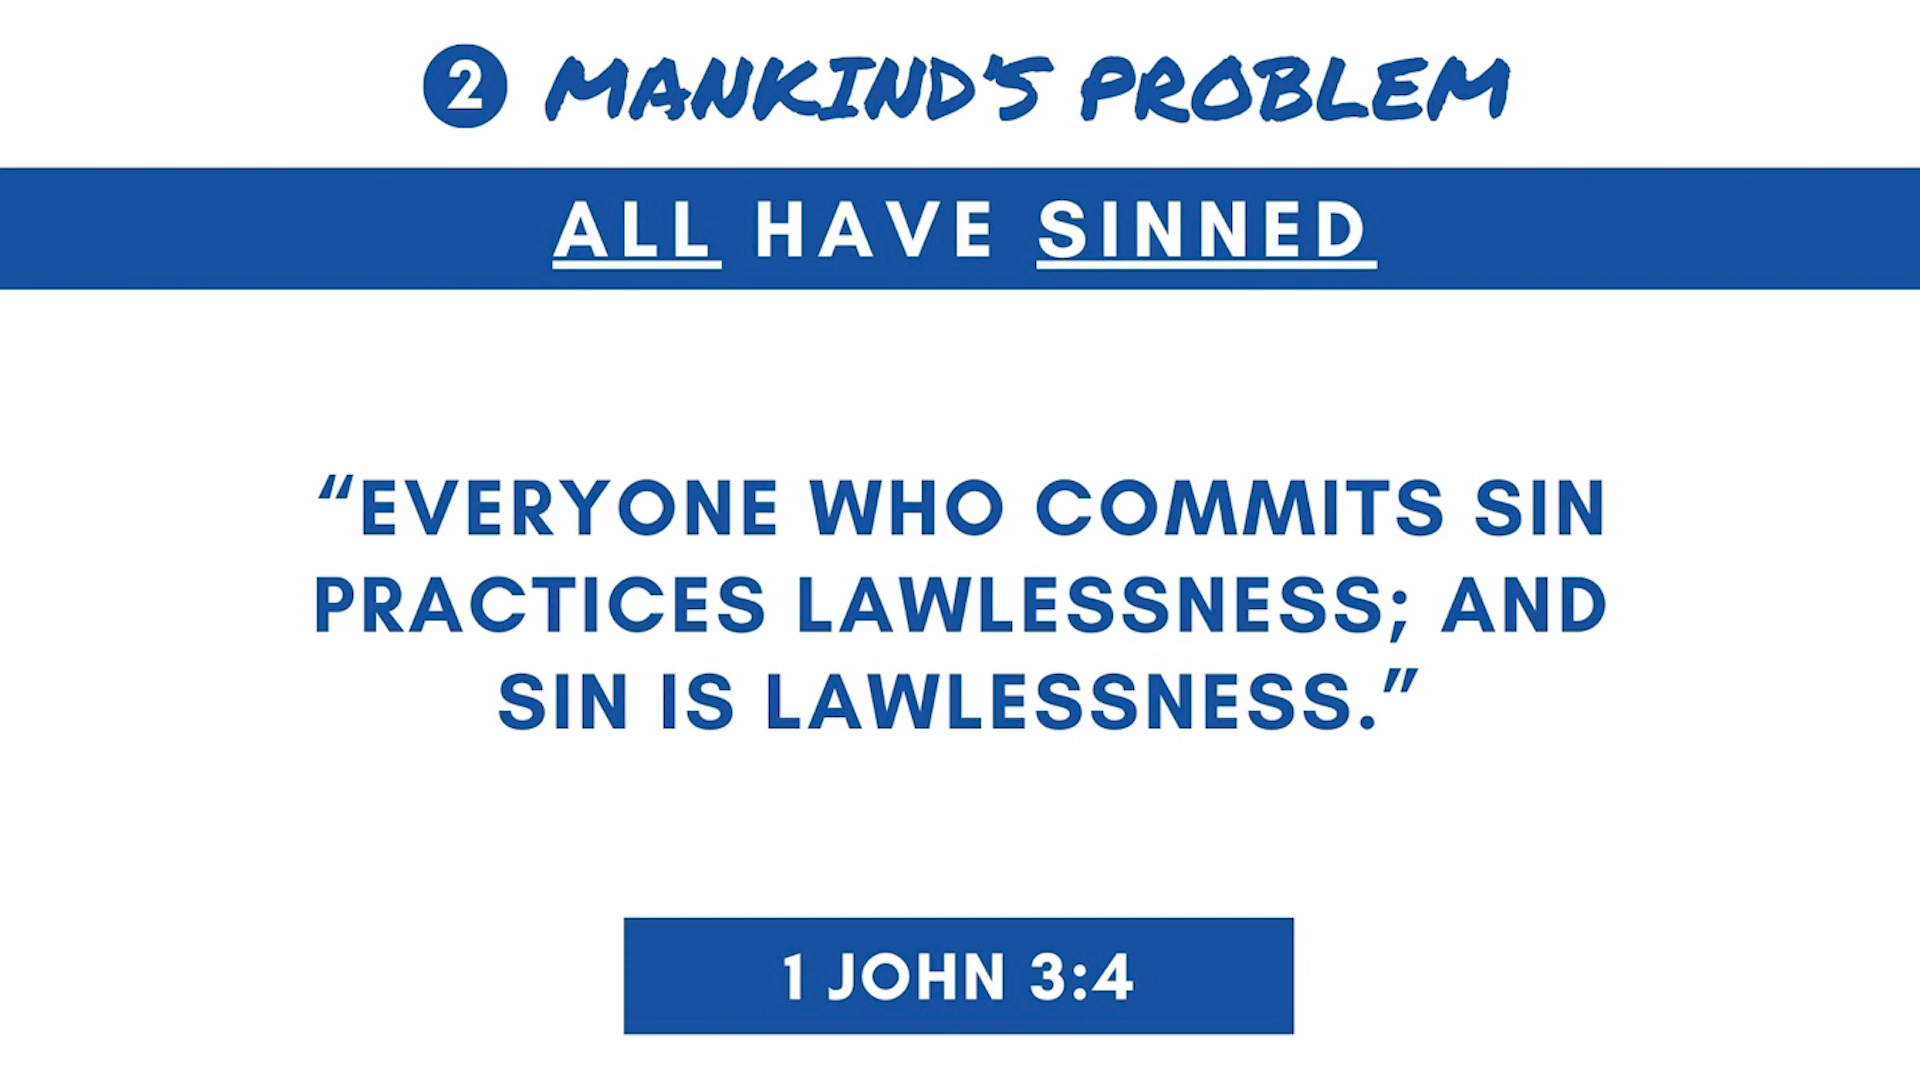 2 MANKIND'S PROBLEM
ALL HAVE SINNED
“EVERYONE WHO COMMITS SIN
PRACTICES LAWLESSNESS; AND
SIN IS LAWLESSNESS.”
1 JOHN 3:4